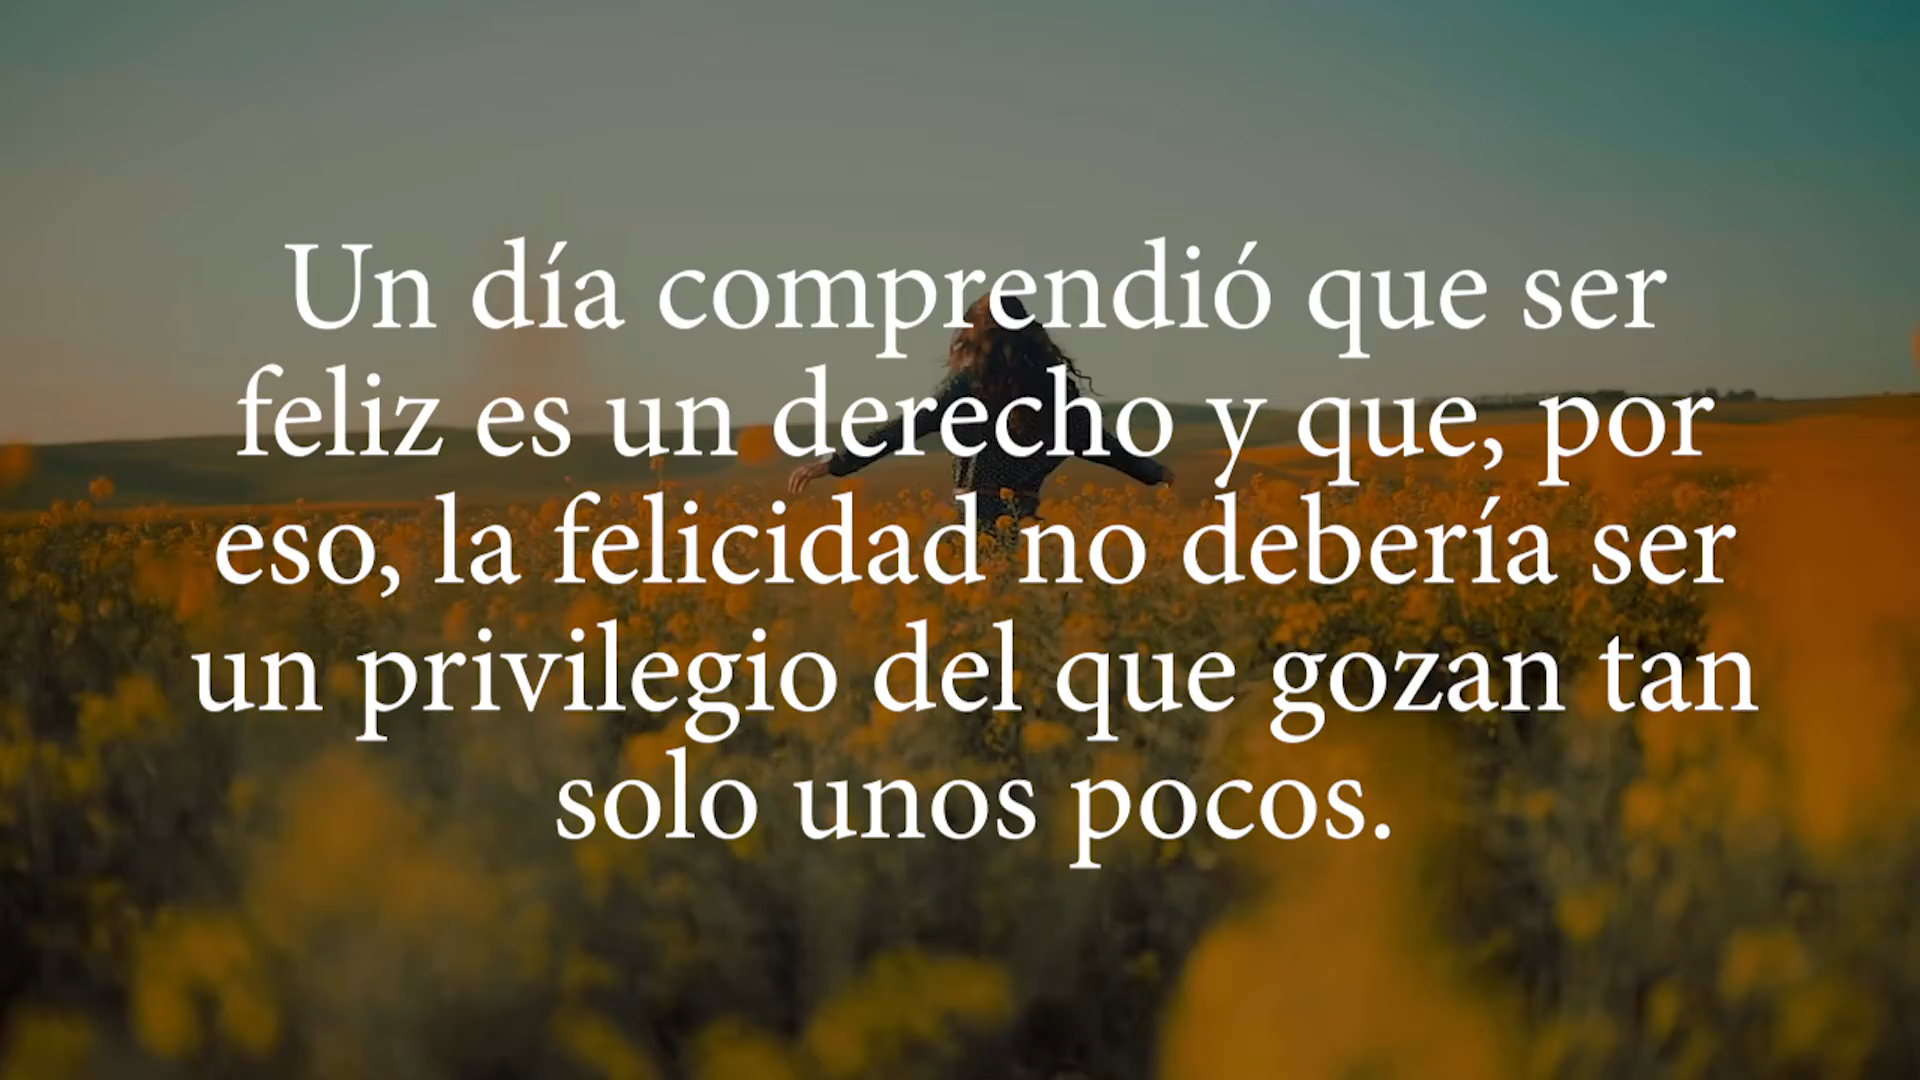 Un día comprendió que ser
feliz es un derecho y que, por
eso, la felicidad no debería ser
un privilegio del que gozan tan
solo unos pocos.